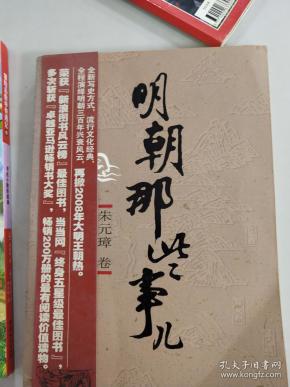 明朝那些事儿
朱元璋 卷
全新写史方式，流行文化经典，
全程演绎明朝三百年兴衰风云，
再掀2008年大明王朝热。
荣获『新浪图书风云榜』最佳图书，当当网『终身五星级最佳图书』，
多次斩获『卓越亚马逊畅销书大奖』，畅销200万册的最有阅读价值读物。
孔夫子旧书网